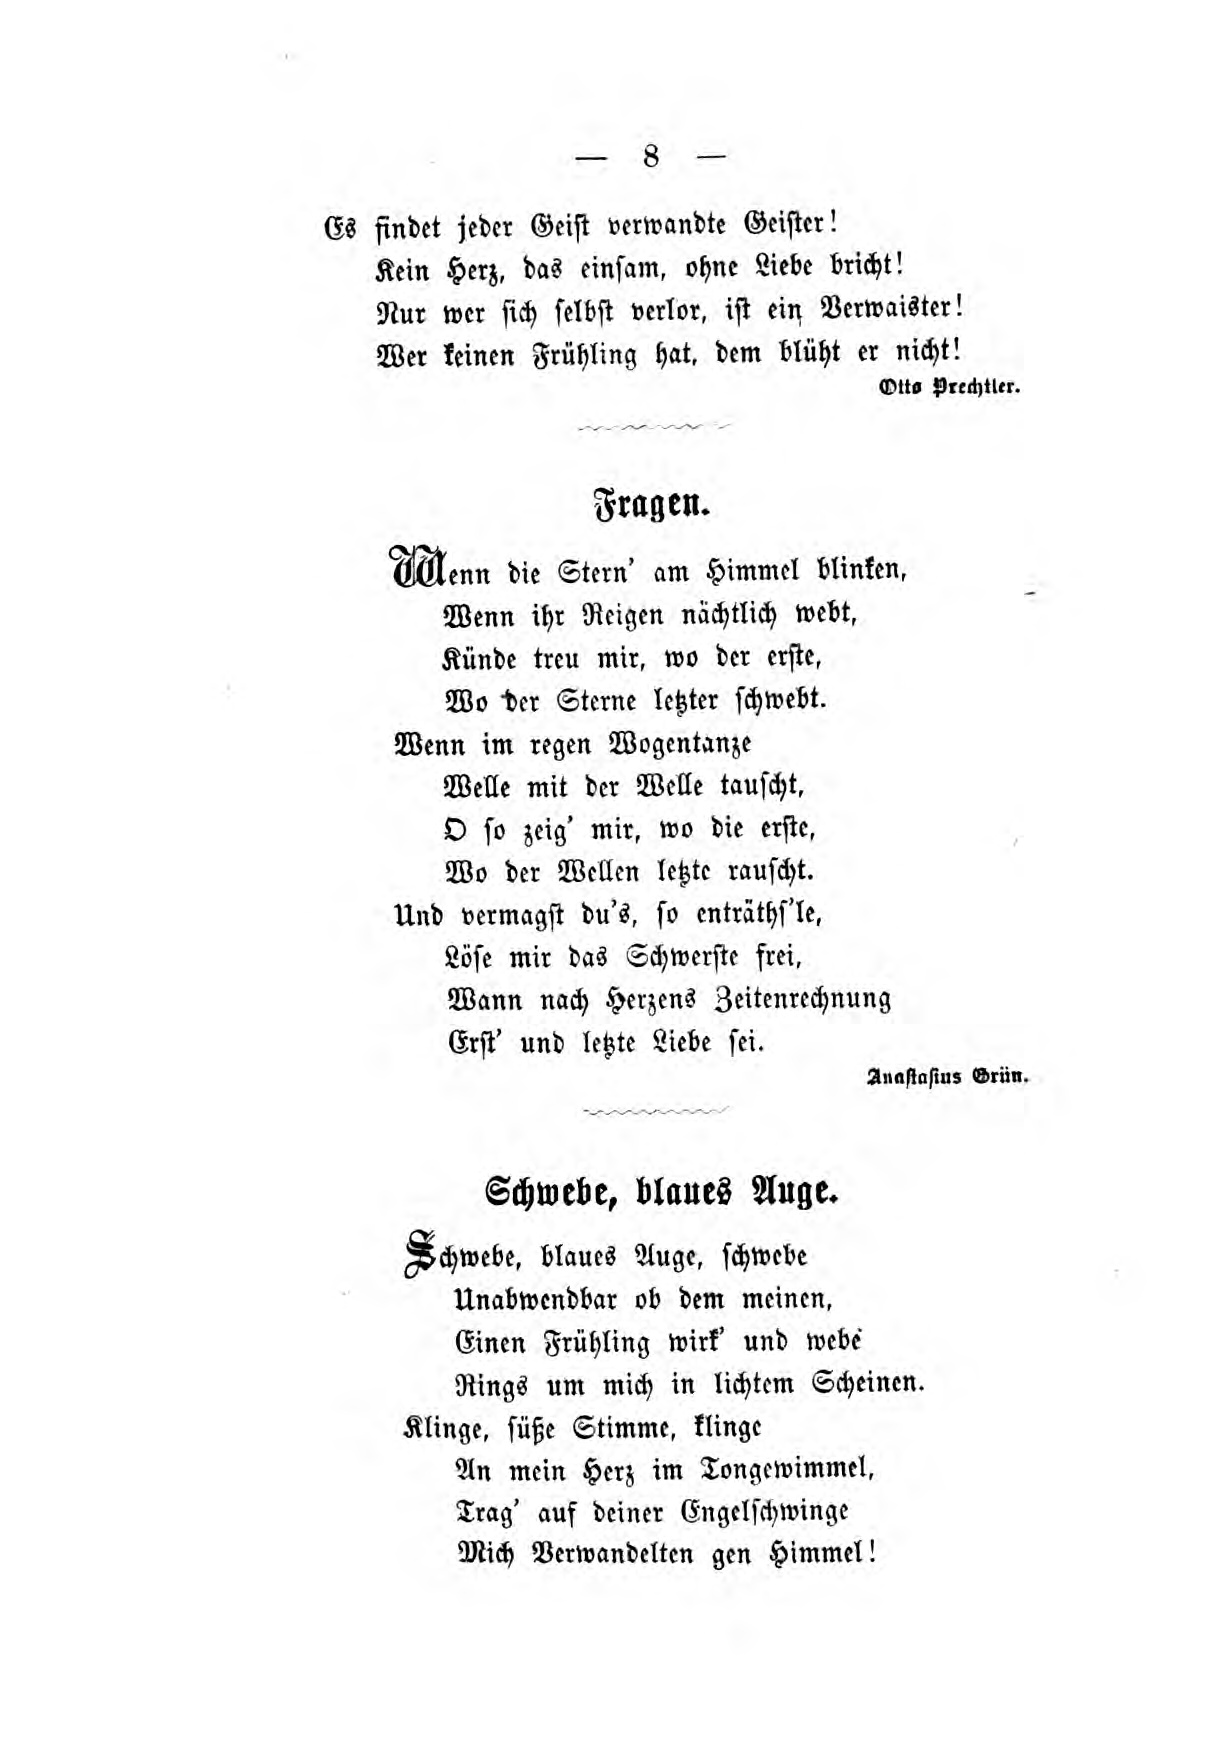 — 8 —
Es findet jeder Geiſt verwandte Geiſter!
Kein Herz, das einſam, ohne Liebe bricht!
Nur wer ſich ſelbſt verlor, iſt ein Verwaister!
Wer keinen Frühling hat, dem blüht er nicht!
Otto Prechtler.
Fragen.
Wenn die Stern’ am Himmel blinken,
Wenn ihr Reigen nächtlich webt,
Künde treu mir, wo der erſte,
Wo der Sterne letzter ſchwebt.
Wenn im regen Wogentanze
Welle mit der Welle tauſcht,
O ſo zeig’ mir, wo die erſte,
Wo der Wellen letzte rauſcht.
Und vermagſt du’s, ſo enträthſ’le,
Löſe mir das Schwerſte frei,
Wann nach Herzens Zeitenrechnung
Erſt’ und letzte Liebe ſei.
Anaſtaſius Grün.
Schwebe, blaues Auge.
Schwebe, blaues Auge, ſchwebe
Unabwendbar ob dem meinen,
Einen Frühling wirk’ und webe
Rings um mich in lichtem Scheinen.
Klinge, ſüße Stimme, klinge
An mein Herz im Tongewimmel,
Trag’ auf deiner Engelſchwinge
Mich Verwandelten gen Himmel!